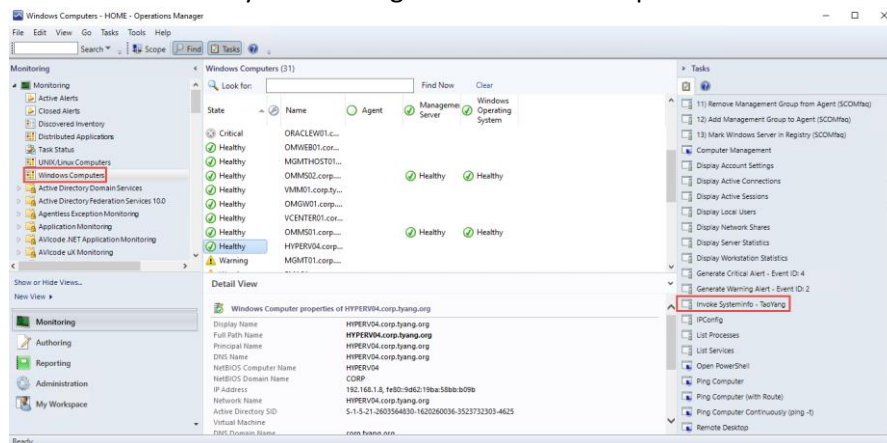 Windows Computers - HOME - Operations Manager
File Edit View Go Tasks Tools Help
Search Scope Find Tasks
Monitoring
Monitoring
Active Alerts
Closed Alerts
Discovered Inventory
Distributed Applications
Task Status
UNIX/Linux Computers
Windows Computers
Active Directory Domain Services
Active Directory Federation Services 10.0
Agentless Exception Monitoring
Application Monitoring
AVIcode .NET Application Monitoring
AVIcode uX Monitoring
Show or Hide Views...
New View
Monitoring
Authoring
Reporting
Administration
My Workspace
Ready
Windows Computers (31)
Look for: Find Now Clear
State Name Agent Managemen Server Windows Operating System
Critical ORACLEW01.c...
Healthy OMWEB01.cor...
Healthy MGMTHOST01...
Healthy OMMS02.corp.... Healthy Healthy
Healthy VMM01.corp.ty...
Healthy OMGW01.corp....
Healthy VCENTER01.cor...
Healthy OMMS01.corp.... Healthy Healthy
Healthy HYPERV04.corp...
Warning MGMT01.corp....
Detail View
Windows Computer properties of HYPERV04.corp.tyang.org
Display Name HYPERV04.corp.tyang.org
Full Path Name HYPERV04.corp.tyang.org
Principal Name HYPERV04.corp.tyang.org
DNS Name HYPERV04.corp.tyang.org
NetBIOS Computer Name HYPERV04
NetBIOS Domain Name CORP
IP Address 192.168.1.8, fe80::9d62:19ba:58bb:b09b
Network Name HYPERV04.corp.tyang.org
Active Directory SID S-1-5-21-2603564830-1620260036-3523732303-4625
Virtual Machine
DNS Domain Name corp.tyang.org
Tasks
11) Remove Management Group from Agent (SCOMfaq)
12) Add Management Group to Agent (SCOMfaq)
13) Mark Windows Server in Registry (SCOMfaq)
Computer Management
Display Account Settings
Display Active Connections
Display Active Sessions
Display Local Users
Display Network Shares
Display Server Statistics
Display Workstation Statistics
Generate Critical Alert - Event ID: 4
Generate Warning Alert - Event ID: 2
Invoke Systeminfo - TaoYang
IPConfig
List Processes
List Services
Open PowerShell
Ping Computer
Ping Computer (with Route)
Ping Computer Continuously (ping -t)
Remote Desktop